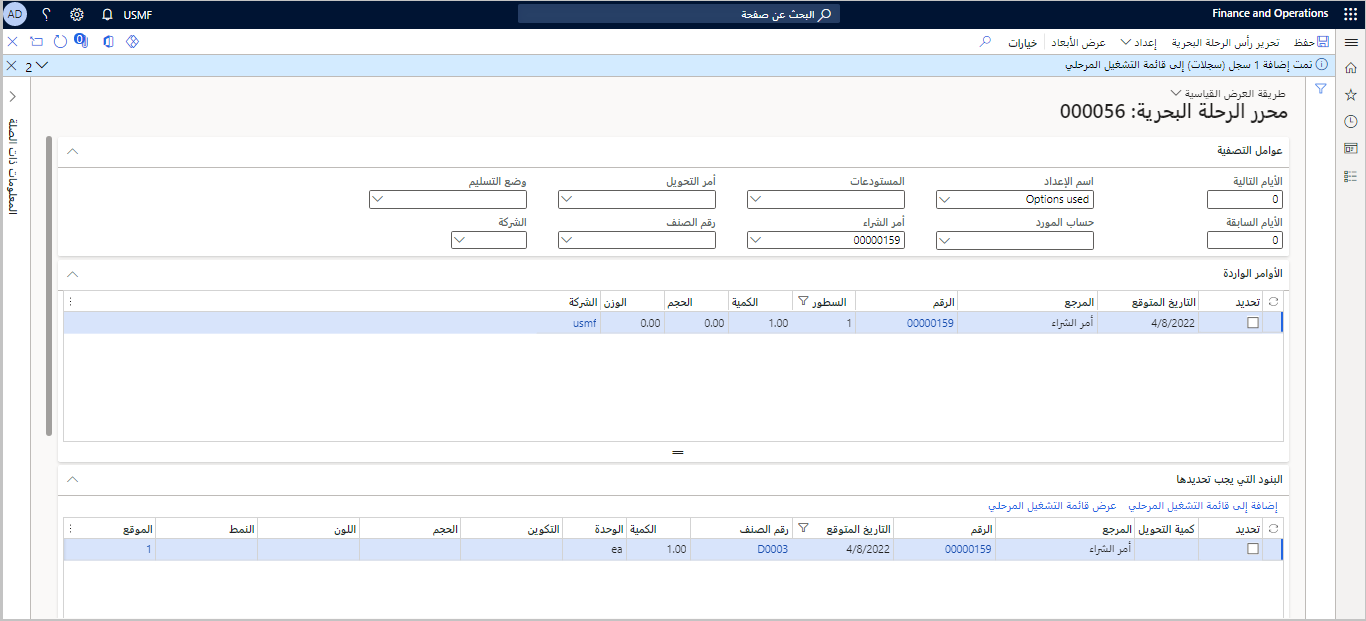 Finance and Operations
البحث عن صفحة
USMF
AD
حفظ تحرير رأس الرحلة البحرية إعداد عرض الأبعاد خيارات
0
تمت إضافة 1 سجل (سجلات) إلى قائمة التشغيل المرحلي
2
طريقة العرض القياسية
محرر الرحلة البحرية: 000056
المعلومات ذات الصلة
عوامل التصفية
الأيام التالية اسم الإعداد المستودعات أمر التحويل وضع التسليم
0 Options used
الأيام السابقة حساب المورد أمر الشراء رقم الصنف الشركة
0 00000159
الأوامر الواردة
تحديد التاريخ المتوقع المرجع الرقم السطور الكمية الحجم الوزن الشركة
4/8/2022 أمر الشراء 00000159 1 1.00 0.00 0.00 usmf
البنود التي يجب تحديدها
إضافة إلى قائمة التشغيل المرحلي عرض قائمة التشغيل المرحلي
تحديد كمية التحويل المرجع الرقم التاريخ المتوقع رقم الصنف الكمية الوحدة التكوين الحجم اللون النمط الموقع
أمر الشراء 00000159 4/8/2022 D0003 1.00 ea 1